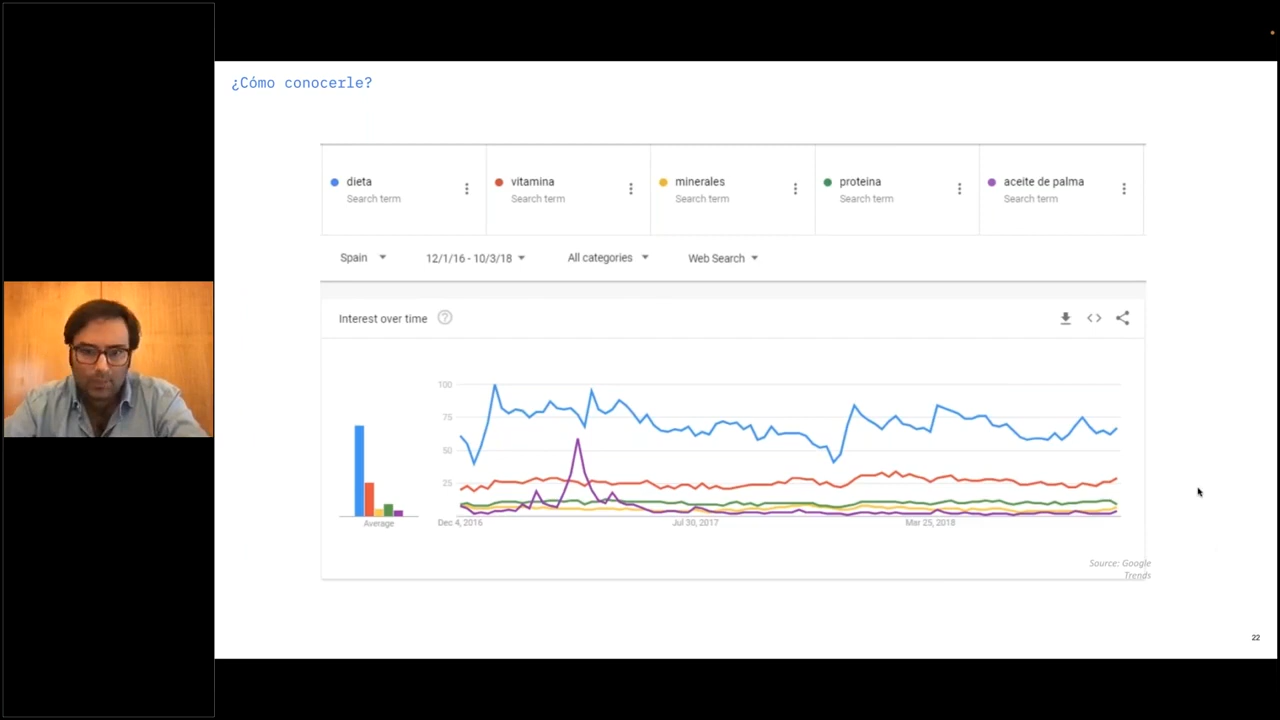 ¿Cómo conocerle?
dieta
Search term
vitamina
Search term
minerales
Search term
proteina
Search term
aceite de palma
Search term
Spain 12/1/16 - 10/3/18 All categories Web Search
Interest over time
100
75
50
25
Average
Dec 4, 2016 Jul 30, 2017 Mar 25, 2018
Source: Google
Trends
22